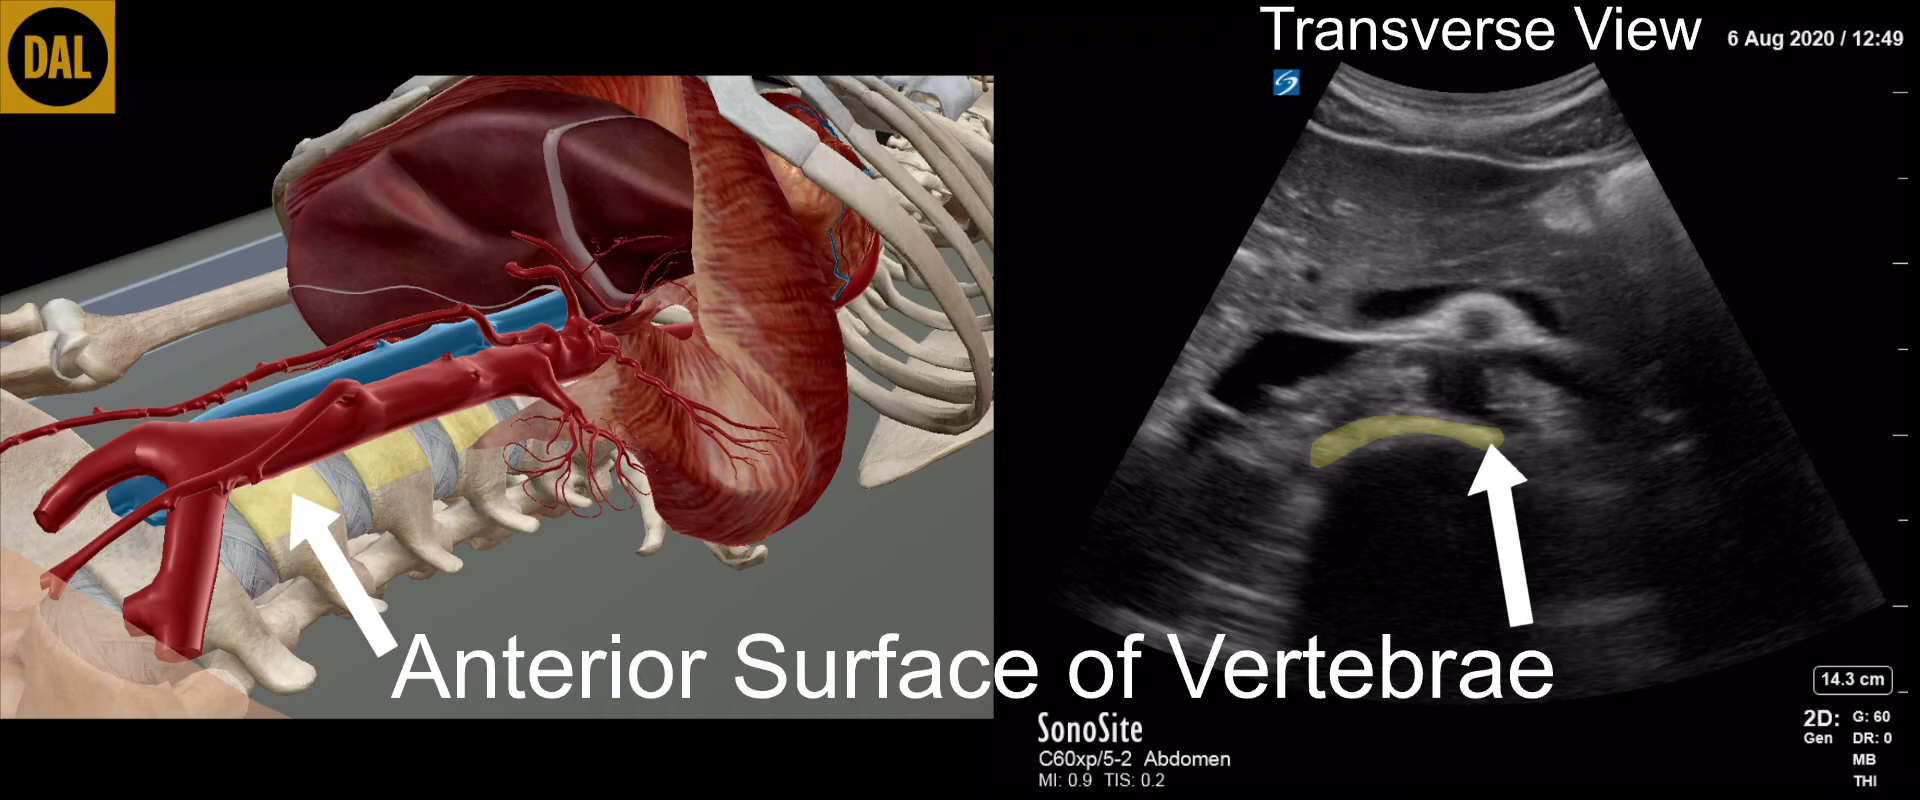 DAL
Transverse View
6 Aug 2020 / 12:49
Anterior Surface of Vertebrae
14.3 cm
SonoSite
C60xp/5-2 Abdomen
MI: 0.9 TIS: 0.2
2D: G: 60
Gen DR: 0
MB
THI